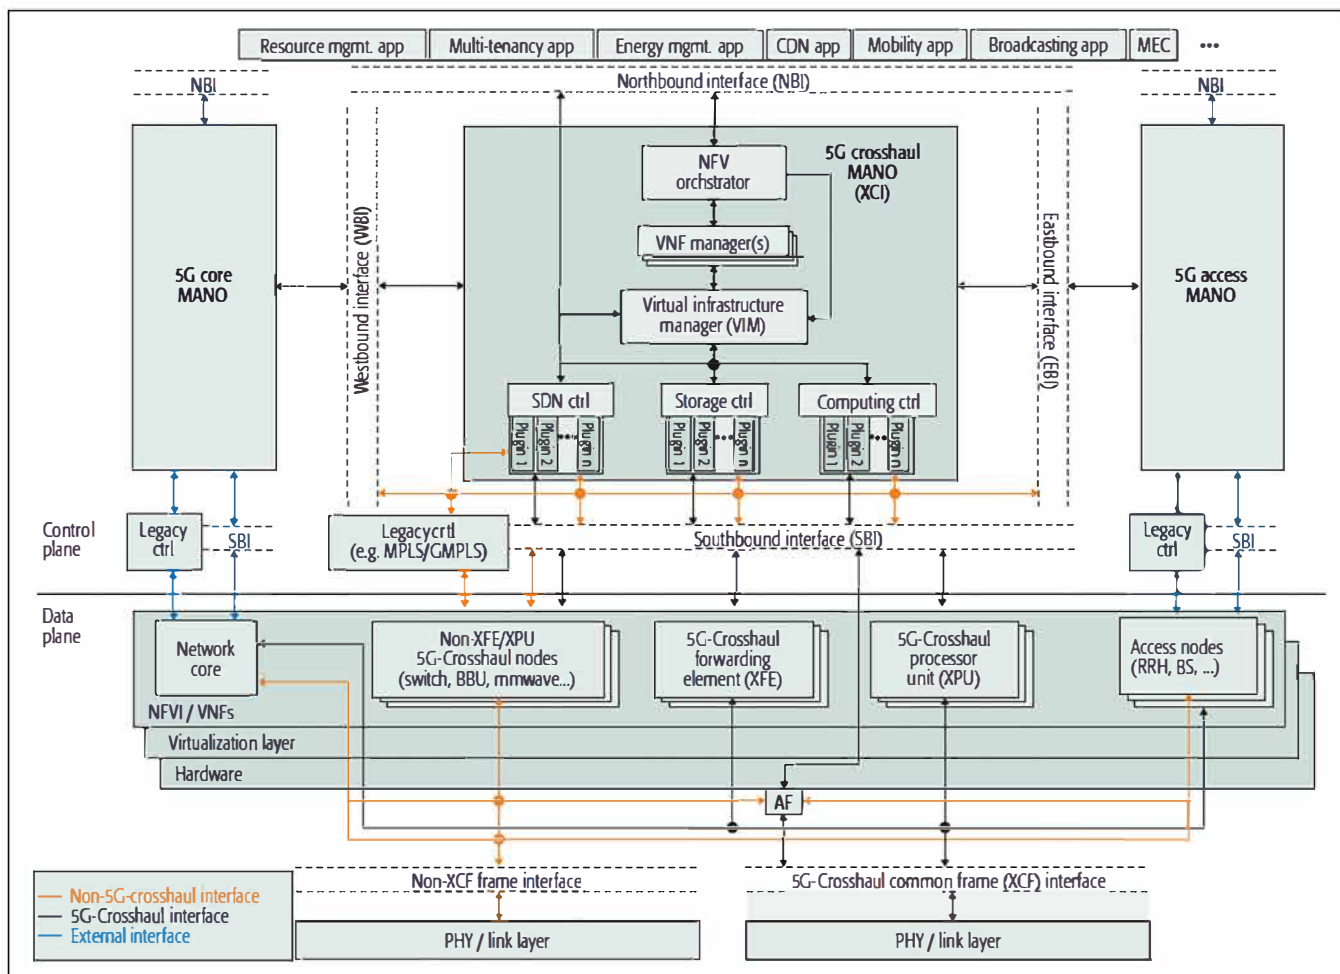 Resource mgmt. app
Multi-tenancy app
Energy mgmt. app
CDN app
Mobility app
Broadcasting app
MEC
•••
NBI
Northbound interface (NBI)
NBI
5G core
MANO
Westbound interface (WBI)
5G crosshaul
MANO
(XCI)
NFV
orchstrator
VNF manager(s)
Virtual infrastructure
manager (VIM)
Eastbound interface (EBI)
5G access
MANO
SDN ctrl
Plugin 1
Plugin 2
Plugin n
Storage ctrl
Plugin 1
Plugin 2
Plugin n
Computing ctrl
Plugin 1
Plugin 2
Plugin n
Control
plane
Legacy
ctrl
SBI
Legacycrtl
(e.g. MPLS/GMPLS)
Southbound interface (SBI)
Legacy
ctrl
SBI
Data
plane
Network
core
Non-XFE/XPU
5G-Crosshaul nodes
(switch, BBU, mmwave...)
5G-Crosshaul
forwarding
element (XFE)
5G-Crosshaul
processor
unit (XPU)
Access nodes
(RRH, BS, ...)
NFVI / VNFs
Virtualization layer
Hardware
AF
Non-5G-crosshaul interface
5G-Crosshaul interface
External interface
Non-XCF frame interface
PHY / link layer
5G-Crosshaul common frame (XCF) interface
PHY / link layer